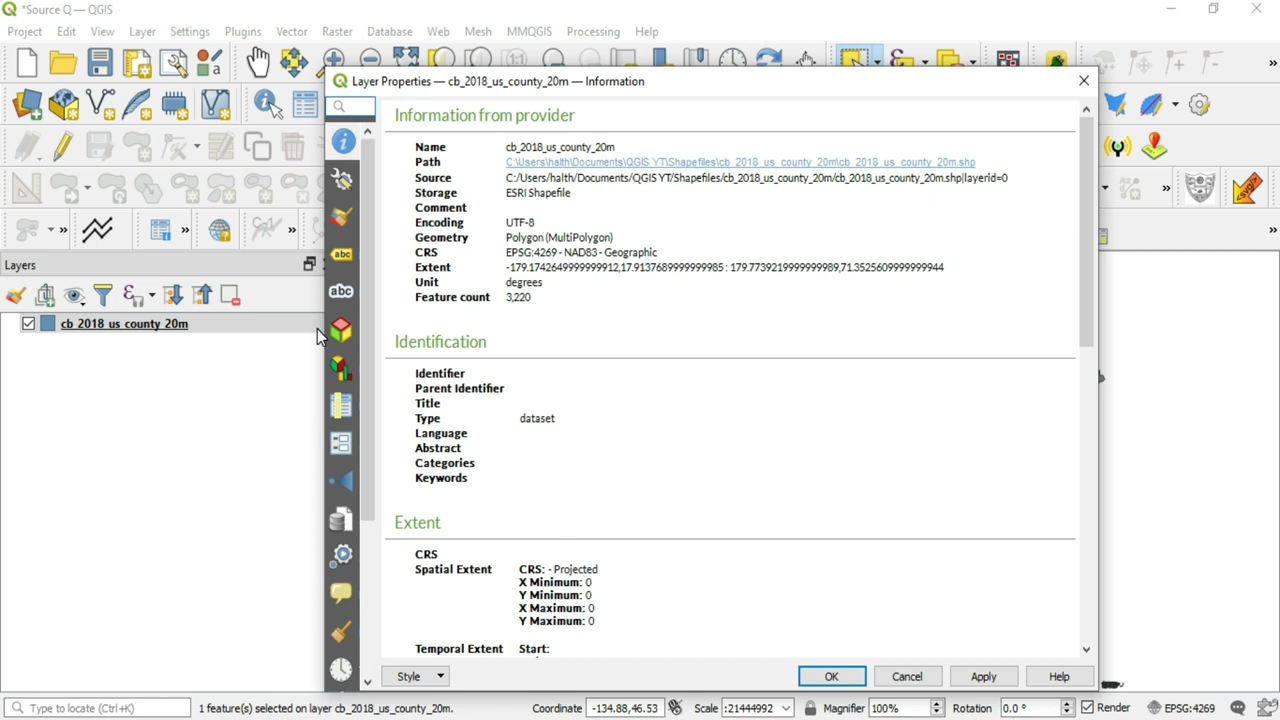 *Source Q — QGIS
Project Edit View Layer Settings Plugins Vector Raster Database Web Mesh MMQGIS Processing Help
Layer Properties — cb_2018_us_county_20m — Information
Information from provider
Name cb_2018_us_county_20m
Path C:\Users\halth\Documents\QGIS YT\Shapefiles\cb_2018_us_county_20m\cb_2018_us_county_20m.shp
Source C:/Users/halth/Documents/QGIS YT/Shapefiles/cb_2018_us_county_20m/cb_2018_us_county_20m.shp|layerid=0
Storage ESRI Shapefile
Comment
Encoding UTF-8
Geometry Polygon (MultiPolygon)
CRS EPSG:4269 - NAD83 - Geographic
Extent -179.1742649999999912,17.9137689999999985 : 179.7739219999999989,71.3525609999999944
Unit degrees
Feature count 3,220
Layers
cb_2018_us_county_20m
abc
abc
Identification
Identifier
Parent Identifier
Title
Type dataset
Language
Abstract
Categories
Keywords
Extent
CRS
Spatial Extent CRS: - Projected
X Minimum: 0
Y Minimum: 0
X Maximum: 0
Y Maximum: 0
Temporal Extent Start:
Style OK Cancel Apply Help
Type to locate (Ctrl+K) 1 feature(s) selected on layer cb_2018_us_county_20m. Coordinate -134.88,46.53 Scale :21444992 Magnifier 100% Rotation 0.0 ° Render EPSG:4269